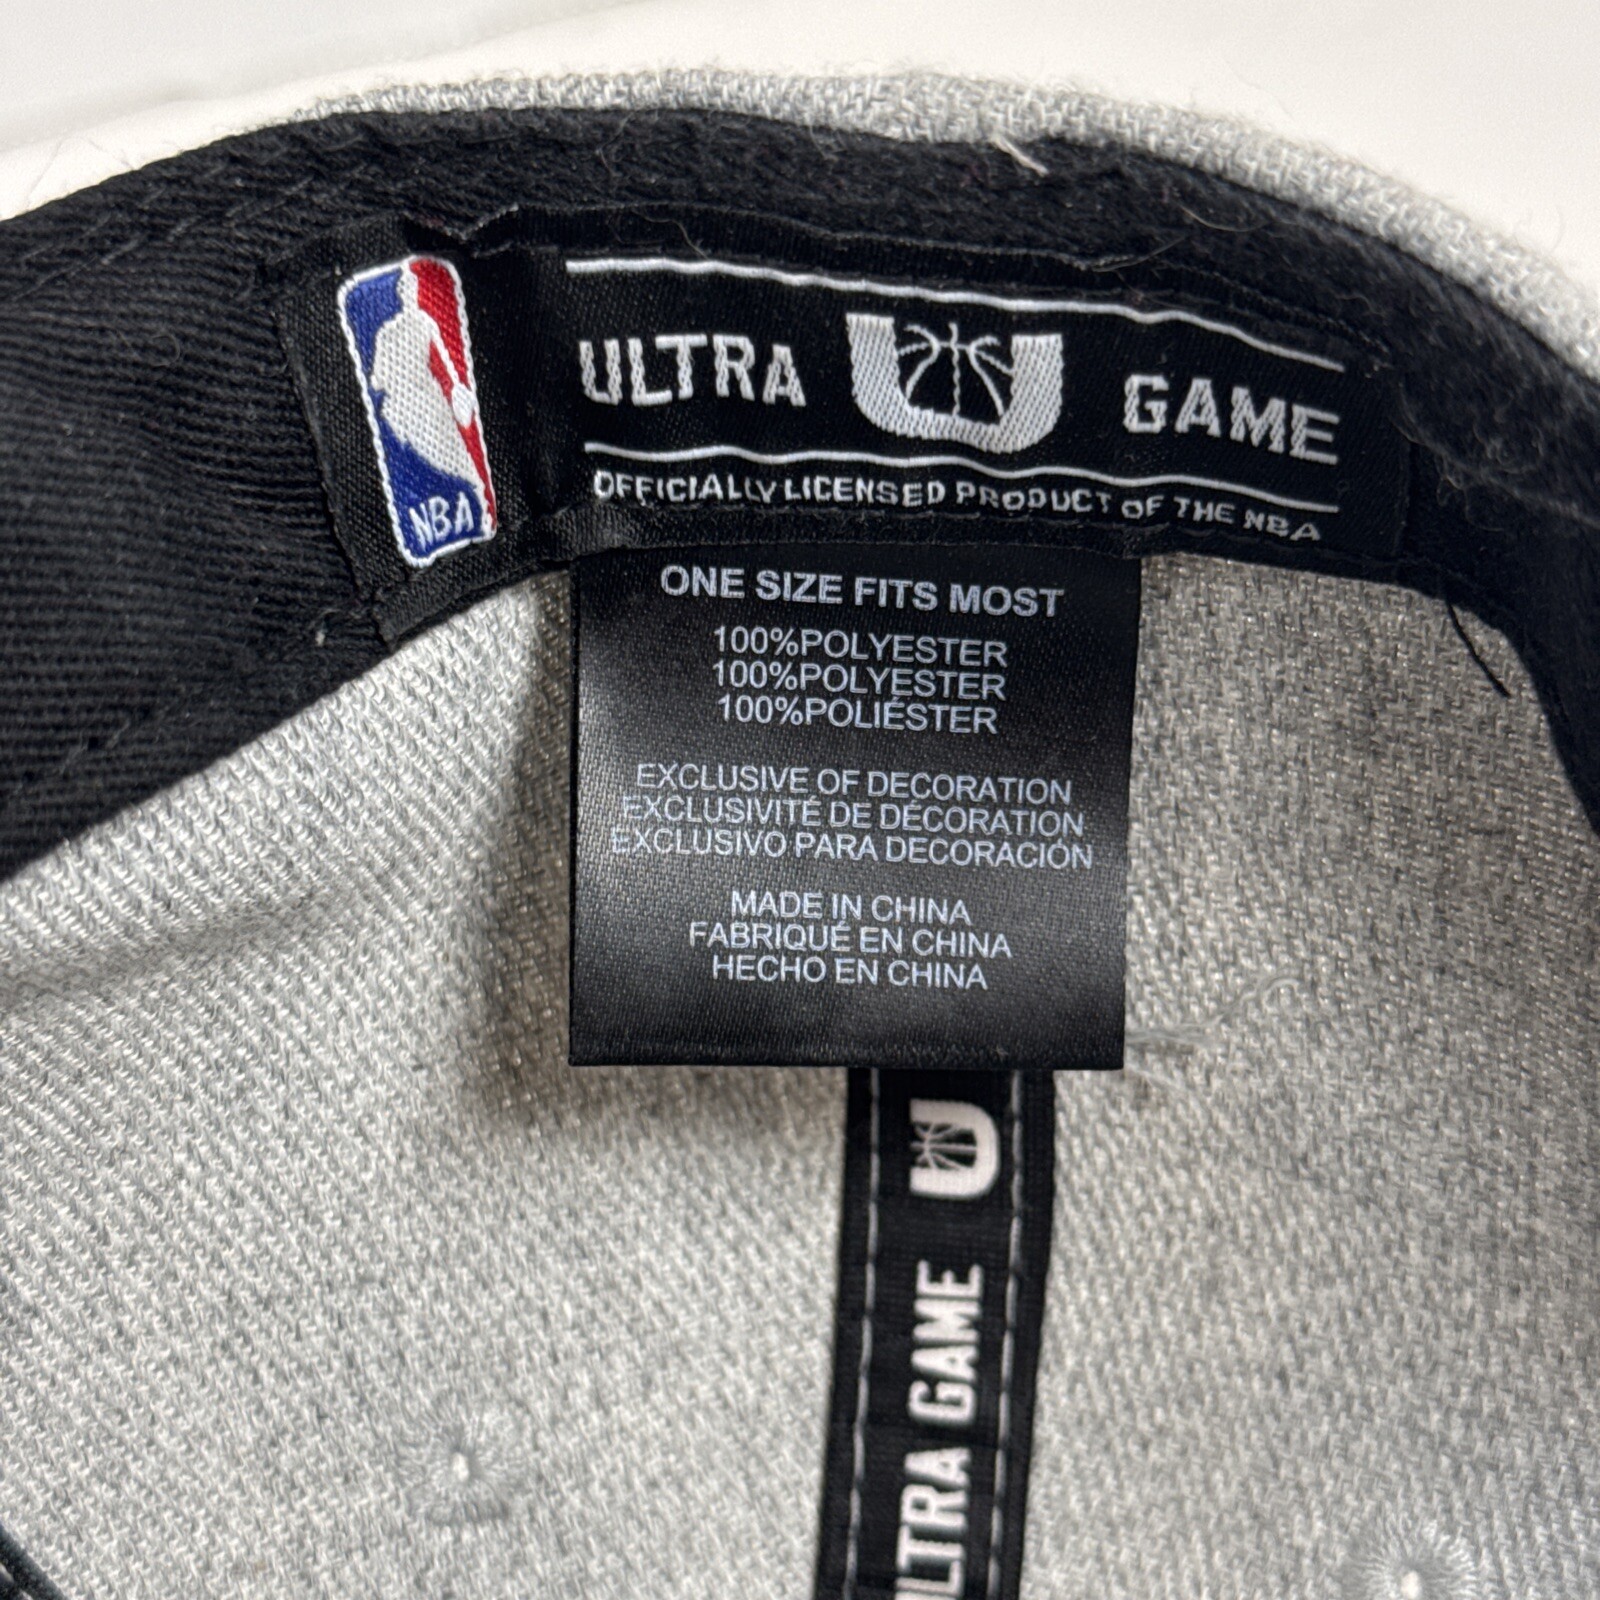 NBA
ULTRA GAME
OFFICIALLY LICENSED PRODUCT OF THE NBA
ONE SIZE FITS MOST
100%POLYESTER
100%POLYESTER
100%POLIÉSTER
EXCLUSIVE OF DECORATION
EXCLUSIVITÉ DE DÉCORATION
EXCLUSIVO PARA DECORACIÓN
MADE IN CHINA
FABRIQUÉ EN CHINA
HECHO EN CHINA
ULTRA GAME